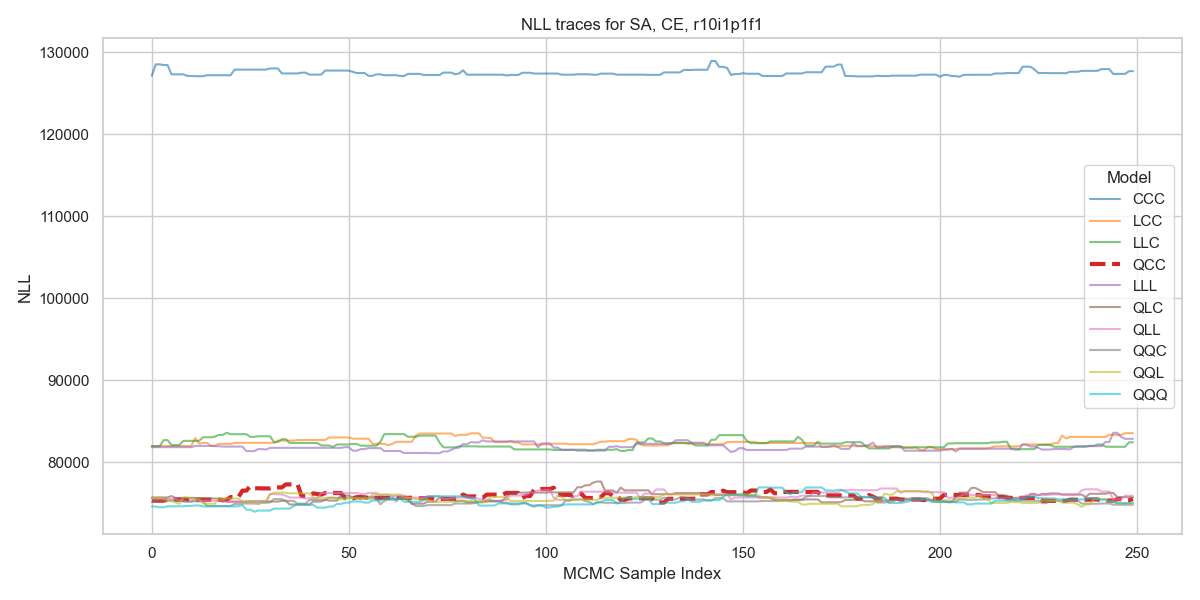 NLL traces for SA, CE, r10i1p1f1
130000
120000
110000
100000
90000
80000
NLL
0
50
100
150
200
250
MCMC Sample Index
Model
CCC
LCC
LLC
QCC
LLL
QLC
QLL
QQC
QQL
QQQ